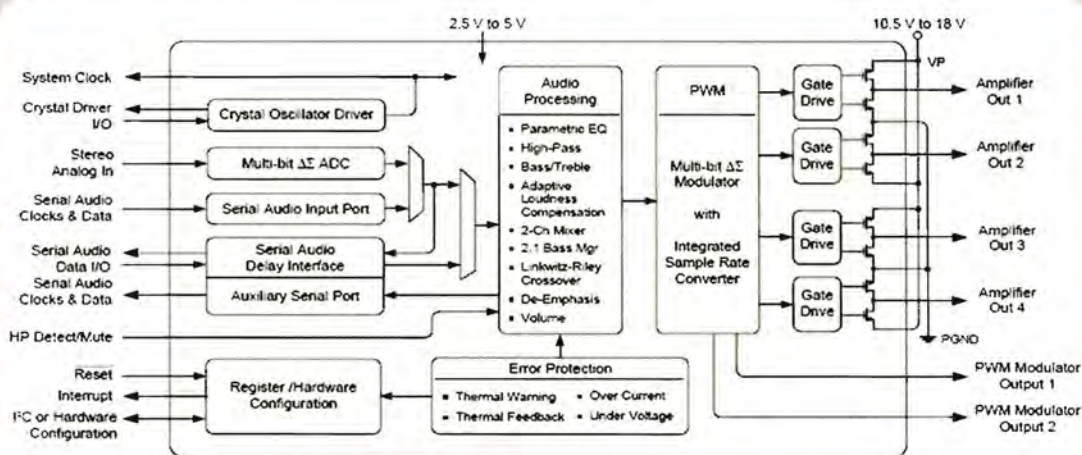 2.5 V to 5 V
10.5 V to 18 V
VP
System Clock
Crystal Driver
I/O
Stereo
Analog In
Serial Audio
Clocks & Data
Serial Audio
Data I/O
Serial Audio
Clocks & Data
HP Detect/Mute
Reset
Interrupt
I²C or Hardware
Configuration
Crystal Oscillator Driver
Multi-bit ΔΣ ADC
Serial Audio Input Port
Serial Audio
Delay Interface
Auxiliary Serial Port
Register /Hardware
Configuration
Audio
Processing
▪ Parametric EQ
▪ High-Pass
▪ Bass/Treble
▪ Adaptive
Loudness
Compensation
▪ 2-Ch Mixer
▪ 2.1 Bass Mgr
▪ Linkwitz-Riley
Crossover
▪ De-Emphasis
▪ Volume
Error Protection
▪ Thermal Warning
▪ Over Current
▪ Thermal Feedback
▪ Under Voltage
PWM
Multi-bit ΔΣ
Modulator
with
Integrated
Sample Rate
Converter
Gate
Drive
Gate
Drive
Gate
Drive
Gate
Drive
Amplifier
Out 1
Amplifier
Out 2
Amplifier
Out 3
Amplifier
Out 4
PGND
PWM Modulator
Output 1
PWM Modulator
Output 2